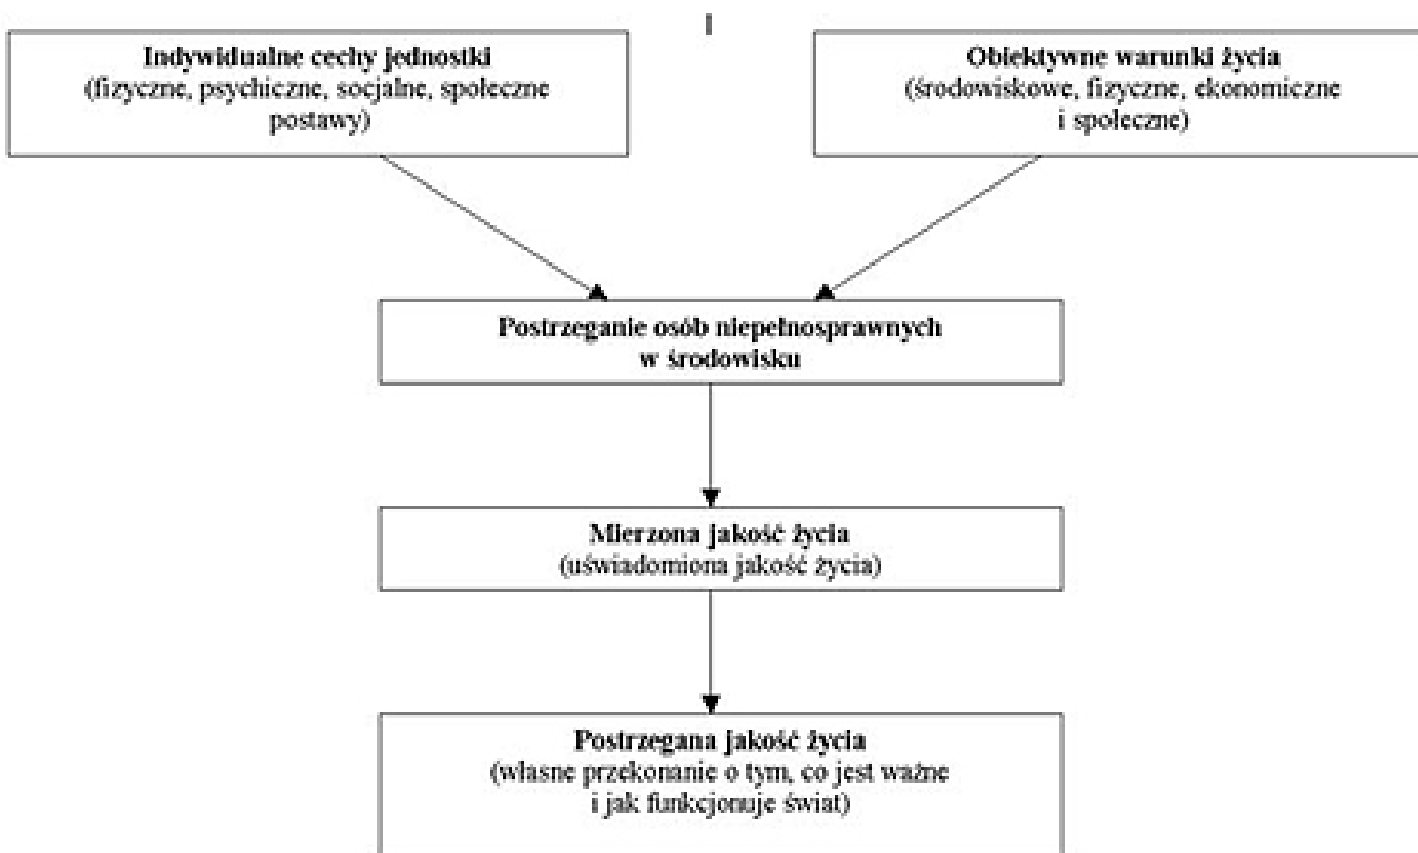 Indywidualne cechy jednostki
(fizyczne, psychiczne, socjalne, społeczne
postawy)
Obiektywne warunki życia
(środowiskowe, fizyczne, ekonomiczne
i społeczne)
Postrzeganie osób niepełnosprawnych
w środowisku
Mierzona jakość życia
(uświadomiona jakość życia)
Postrzegana jakość życia
(własne przekonanie o tym, co jest ważne
i jak funkcjonuje świat)